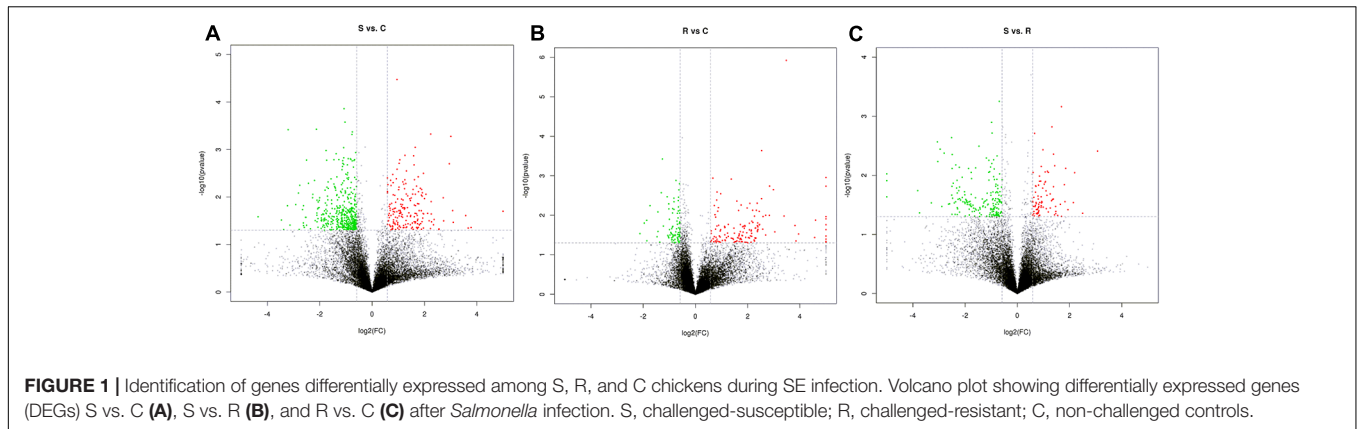 A
S vs. C
-log10(pvalue)
5
4
3
2
1
0
-4
-2
0
2
4
log2(FC)
B
R vs C
-log10(pvalue)
6
5
4
3
2
1
0
-4
-2
0
2
4
log2(FC)
C
S vs. R
-log10(pvalue)
4
3
2
1
0
-4
-2
0
2
4
log2(FC)
FIGURE 1 | Identification of genes differentially expressed among S, R, and C chickens during SE infection. Volcano plot showing differentially expressed genes
(DEGs) S vs. C (A), S vs. R (B), and R vs. C (C) after Salmonella infection. S, challenged-susceptible; R, challenged-resistant; C, non-challenged controls.